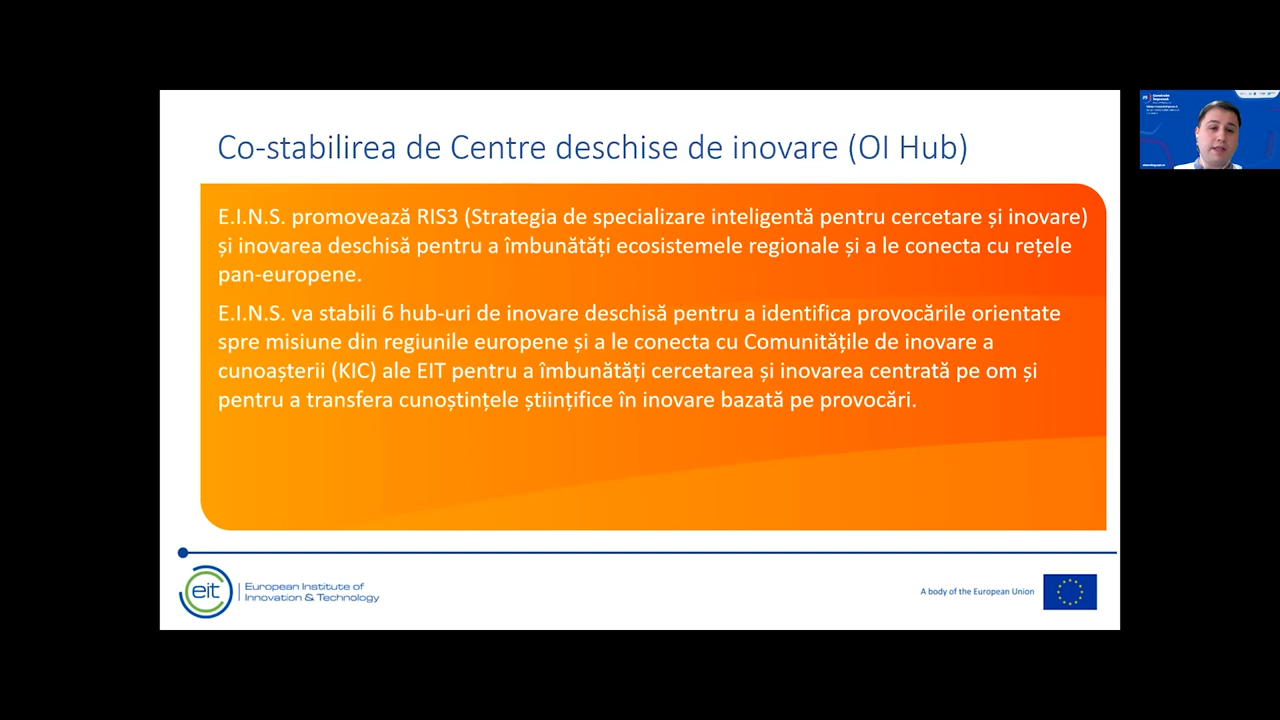 Co-stabilirea de Centre deschise de inovare (OI Hub)
E.I.N.S. promovează RIS3 (Strategia de specializare inteligentă pentru cercetare și inovare)
și inovarea deschisă pentru a îmbunătăți ecosistemele regionale și a le conecta cu rețele
pan-europene.
E.I.N.S. va stabili 6 hub-uri de inovare deschisă pentru a identifica provocările orientate
spre misiune din regiunile europene și a le conecta cu Comunitățile de inovare a
cunoașterii (KIC) ale EIT pentru a îmbunătăți cercetarea și inovarea centrată pe om și
pentru a transfera cunoștințele științifice în inovare bazată pe provocări.
eit
European Institute of
Innovation & Technology
A body of the European Union